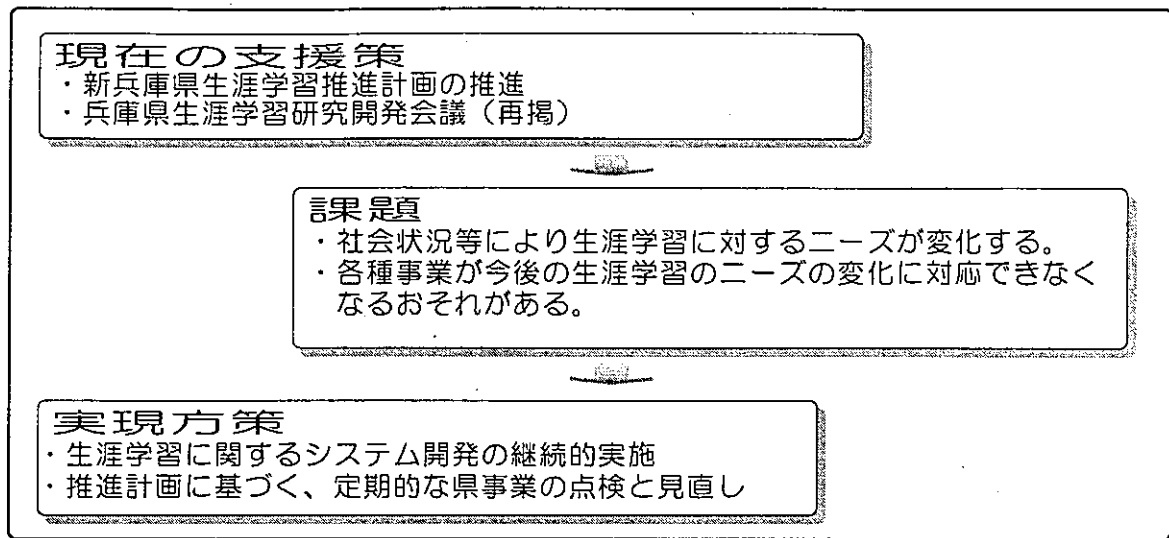 現在の支援策
・新兵庫県生涯学習推進計画の推進
・兵庫県生涯学習研究開発会議（再掲）
課題
・社会状況等により生涯学習に対するニーズが変化する。
・各種事業が今後の生涯学習のニーズの変化に対応できなく
なるおそれがある。
実現方策
・生涯学習に関するシステム開発の継続的実施
・推進計画に基づく、定期的な県事業の点検と見直し